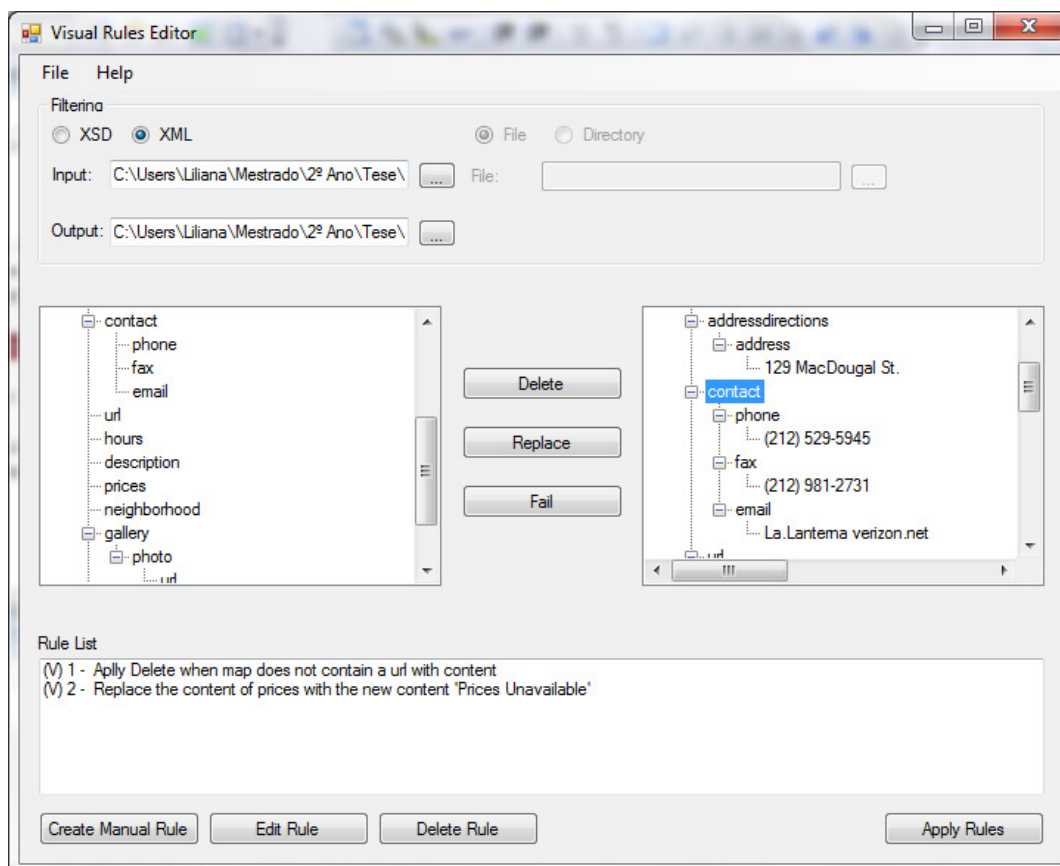 Visual Rules Editor
File Help
Filtering
XSD XML File Directory
Input: C:\Users\Liliana\Mestrado\2º Ano\Tese\ ... File: ...
Output: C:\Users\Liliana\Mestrado\2º Ano\Tese\ ...
contact
phone
fax
email
url
hours
description
prices
neighborhood
gallery
photo
url
Delete
Replace
Fail
addressdirections
address
129 MacDougal St.
contact
phone
(212) 529-5945
fax
(212) 981-2731
email
La.Lanterna verizon.net
url
Rule List
(V) 1 - Aplly Delete when map does not contain a url with content
(V) 2 - Replace the content of prices with the new content "Prices Unavailable"
Create Manual Rule Edit Rule Delete Rule Apply Rules